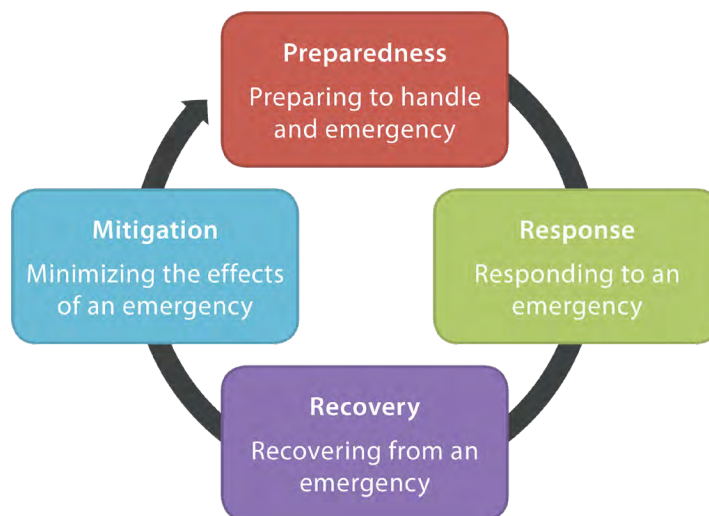 Preparedness
Preparing to handle
and emergency
Mitigation
Minimizing the effects
of an emergency
Response
Responding to an
emergency
Recovery
Recovering from an
emergency